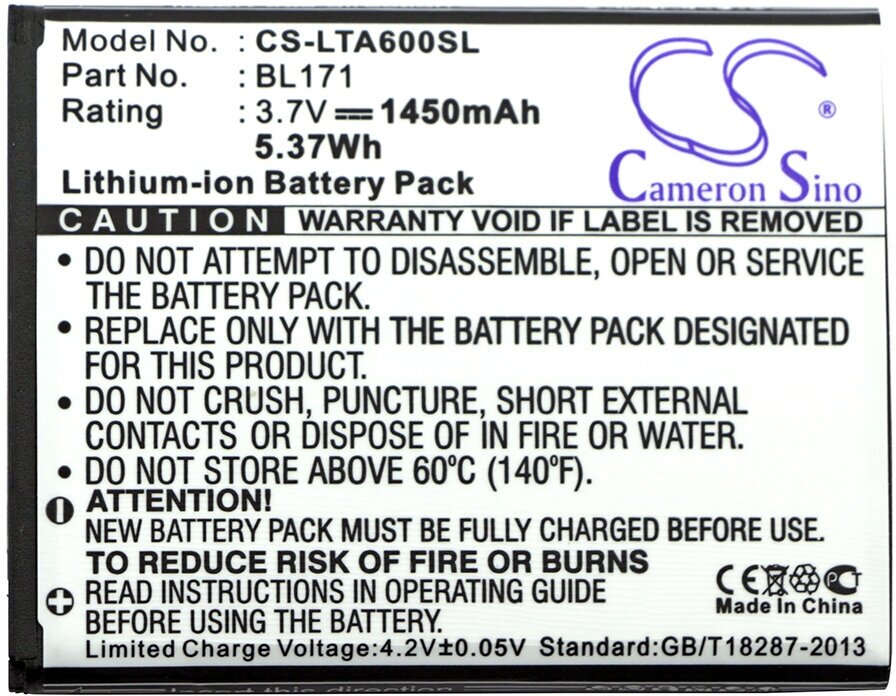 Model No. : CS-LTA600SL
Part No. : BL171
Rating : 3.7V 1450mAh
5.37Wh
Lithium-ion Battery Pack
CS ®
Cameron Sino
CAUTION WARRANTY VOID IF LABEL IS REMOVED
• DO NOT ATTEMPT TO DISASSEMBLE, OPEN OR SERVICE
THE BATTERY PACK.
• REPLACE ONLY WITH THE BATTERY PACK DESIGNATED
FOR THIS PRODUCT.
• DO NOT CRUSH, PUNCTURE, SHORT EXTERNAL
CONTACTS OR DISPOSE OF IN FIRE OR WATER.
• DO NOT STORE ABOVE 60ºC (140ºF).
ATTENTION!
NEW BATTERY PACK MUST BE FULLY CHARGED BEFORE USE.
TO REDUCE RISK OF FIRE OR BURNS
READ INSTRUCTIONS IN OPERATING GUIDE
BEFORE USING THE BATTERY.
CE PCT
Made In China
Limited Charge Voltage:4.2V±0.05V Standard:GB/T18287-2013